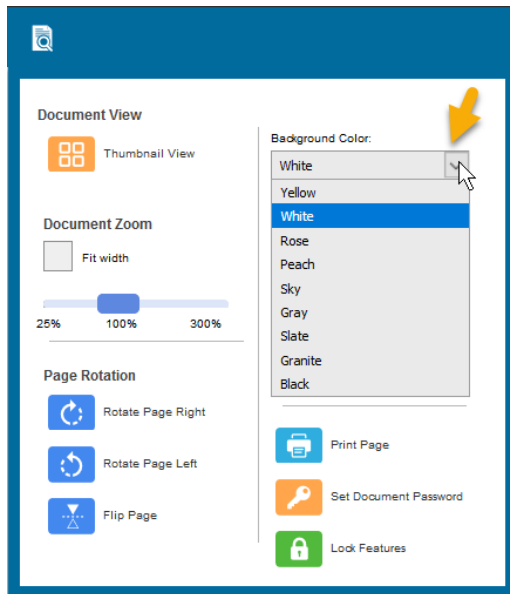 Document View
Thumbnail View
Document Zoom
Fit width
25% 100% 300%
Page Rotation
Rotate Page Right
Rotate Page Left
Flip Page
Background Color:
White
Yellow
White
Rose
Peach
Sky
Gray
Slate
Granite
Black
Print Page
Set Document Password
Lock Features